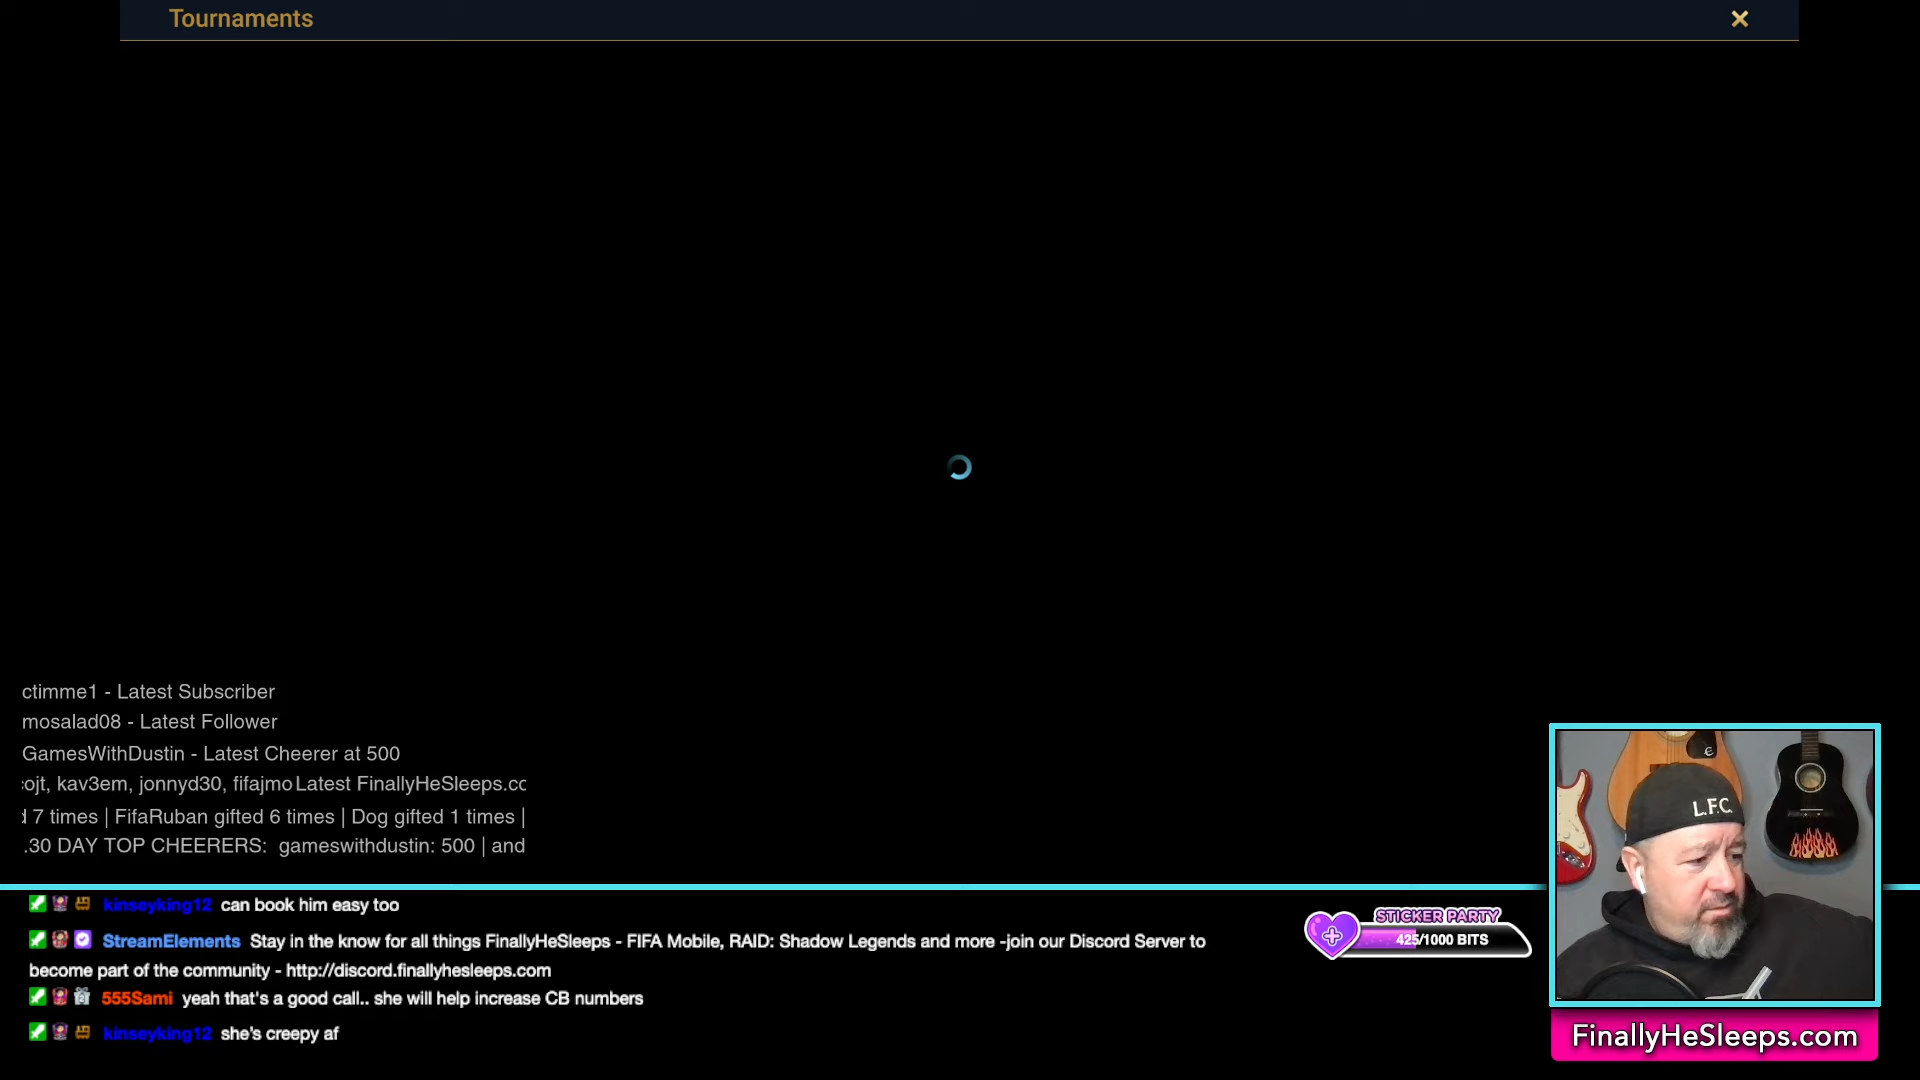 Tournaments
ctimme1 - Latest Subscriber
mosalad08 - Latest Follower
GamesWithDustin - Latest Cheerer at 500
ojt, kav3em, jonnyd30, fifajmo Latest FinallyHeSleeps.cc
7 times | FifaRuban gifted 6 times | Dog gifted 1 times |
.30 DAY TOP CHEERERS: gameswithdustin: 500 | and
L.F.C.
kinseyking12 can book him easy too
StreamElements Stay in the know for all things FinallyHeSleeps - FIFA Mobile, RAID: Shadow Legends and more -join our Discord Server to
become part of the community - http://discord.finallyhesleeps.com
555Sami yeah that's a good call.. she will help increase CB numbers
kinseyking12 she's creepy af
STICKER PARTY
425/1000 BITS
FinallyHeSleeps.com